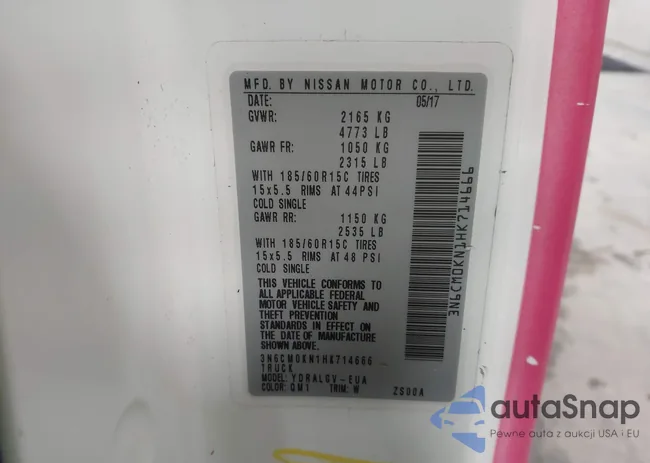 MFD. BY NISSAN MOTOR CO., LTD.
DATE: 05/17
GVWR: 2165 KG
4773 LB
GAWR FR: 1050 KG
2315 LB
WITH 185/60R15C TIRES
15x5.5 RIMS AT 44PSI
COLD SINGLE
GAWR RR: 1150 KG
2535 LB
WITH 185/60R15C TIRES
15x5.5 RIMS AT 48 PSI
COLD SINGLE
THIS VEHICLE CONFORMS TO
ALL APPLICABLE FEDERAL
MOTOR VEHICLE SAFETY AND
THEFT PREVENTION
STANDARDS IN EFFECT ON
THE DATE OF MANUFACTURE
SHOWN ABOVE.
3N6CM0KN1HK714666
TRUCK
MODEL: YDRALGV-EUA
COLOR: QM1 TRIM: W ZS00A
3N6CM0KN1HK714666
autaSnap
Pewne auta z aukcji USA i EU